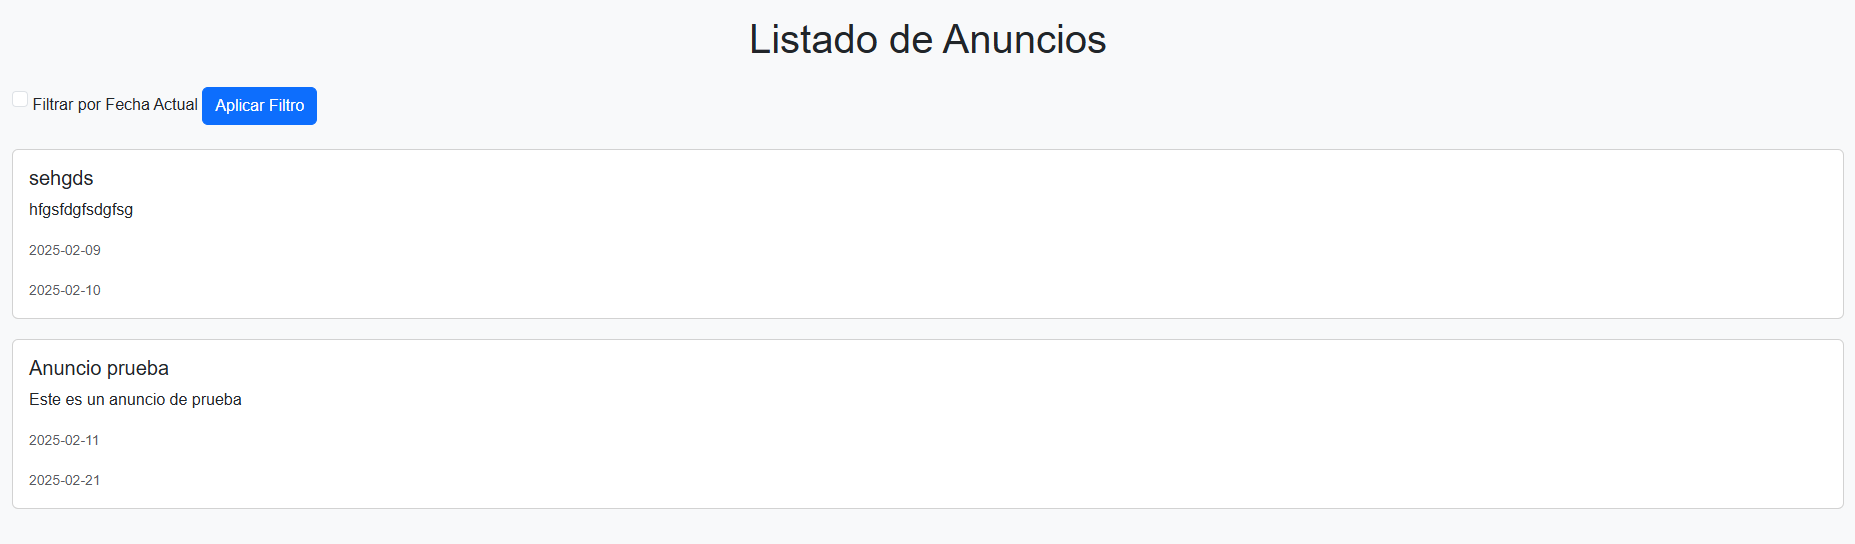 Listado de Anuncios
Filtrar por Fecha Actual Aplicar Filtro
sehgds
hfgsfdgfsdgfsg
2025-02-09
2025-02-10
Anuncio prueba
Este es un anuncio de prueba
2025-02-11
2025-02-21